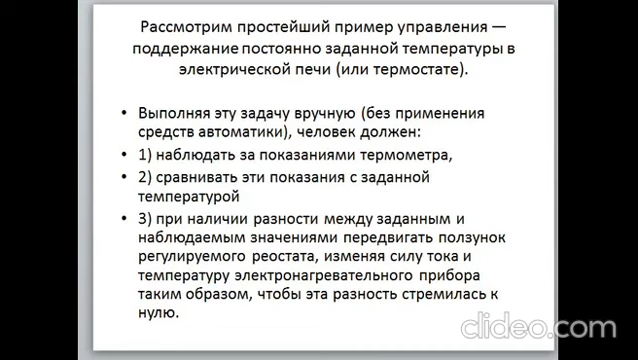 Рассмотрим простейший пример управления —
поддержание постоянно заданной температуры в
электрической печи (или термостате).
• Выполняя эту задачу вручную (без применения
средств автоматики), человек должен:
• 1) наблюдать за показаниями термометра,
• 2) сравнивать эти показания с заданной
температурой
• 3) при наличии разности между заданным и
наблюдаемым значениями передвигать ползунок
регулируемого реостата, изменяя силу тока и
температуру электронагревательного прибора
таким образом, чтобы эта разность стремилась к
нулю.
clideo.com